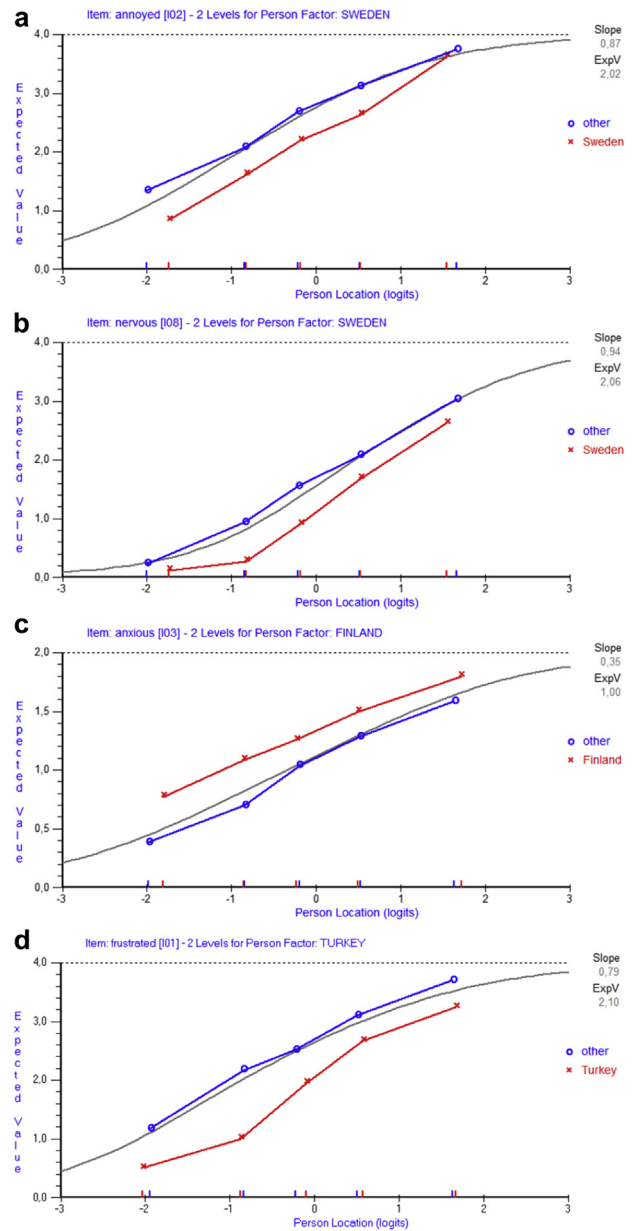 a
Item: annoyed [I02] - 2 Levels for Person Factor: SWEDEN
Slope
0,87
ExpV
2,02
Expected Value
4,0
3,0
2,0
1,0
0,0
-3 -2 -1 0 1 2 3
Person Location (logits)
other
Sweden
b
Item: nervous [I08] - 2 Levels for Person Factor: SWEDEN
Slope
0,94
ExpV
2,06
Expected Value
4,0
3,0
2,0
1,0
0,0
-3 -2 -1 0 1 2 3
Person Location (logits)
other
Sweden
c
Item: anxious [I03] - 2 Levels for Person Factor: FINLAND
Slope
0,35
ExpV
1,00
Expected Value
2,0
1,5
1,0
0,5
0,0
-3 -2 -1 0 1 2 3
Person Location (logits)
other
Finland
d
Item: frustrated [I01] - 2 Levels for Person Factor: TURKEY
Slope
0,79
ExpV
2,10
Expected Value
4,0
3,0
2,0
1,0
0,0
-3 -2 -1 0 1 2 3
Person Location (logits)
other
Turkey